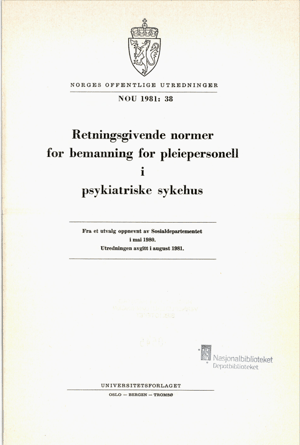 NORGES OFFENTLIGE UTREDNINGER
NOU 1981: 38
Retningsgivende normer
for bemanning for pleiepersonell
i
psykiatriske sykehus
Fra et utvalg oppnevnt av Sosialdepartementet
i mai 1980.
Utredningen avgitt i august 1981.
Nasjonalbiblioteket
Depotbiblioteket
UNIVERSITETSFORLAGET
OSLO — BERGEN — TROMSØ